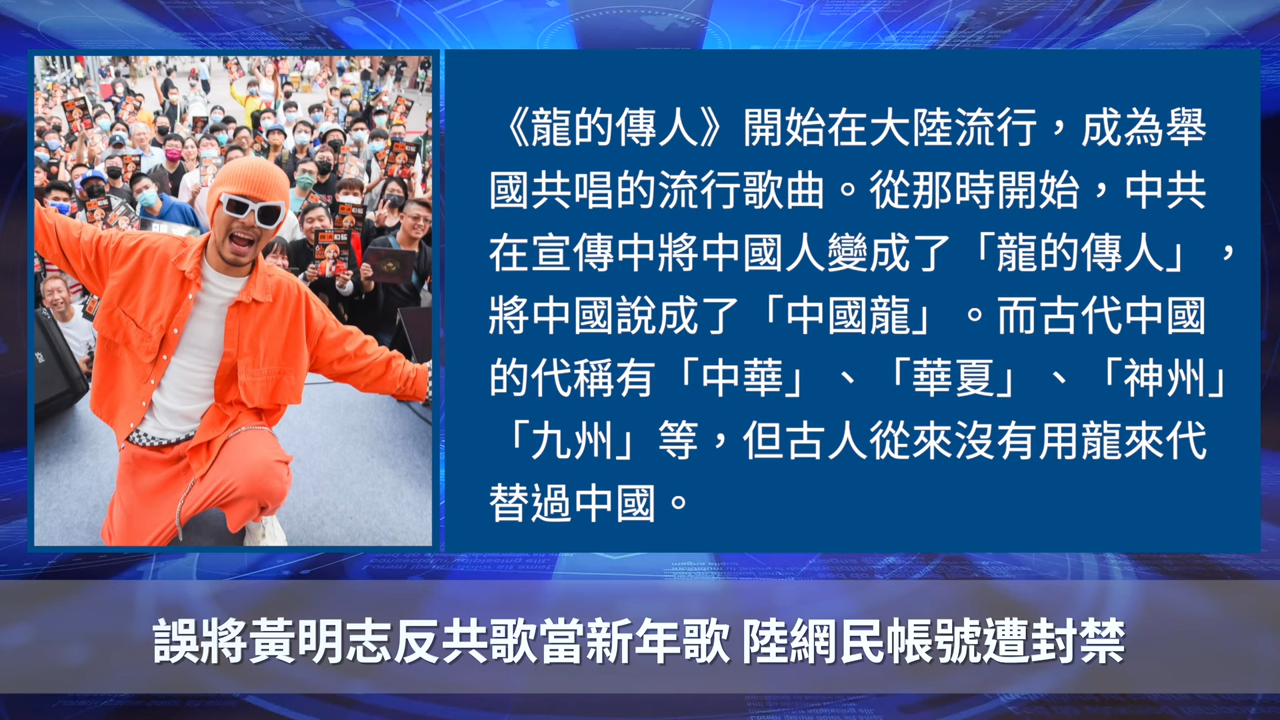 《龍的傳人》開始在大陸流行，成為舉
國共唱的流行歌曲。從那時開始，中共
在宣傳中將中國人變成了「龍的傳人」，
將中國說成了「中國龍」。而古代中國
的代稱有「中華」、「華夏」、「神州」
「九州」等，但古人從來沒有用龍來代
替過中國。
誤將黃明志反共歌當新年歌 陸網民帳號遭封禁